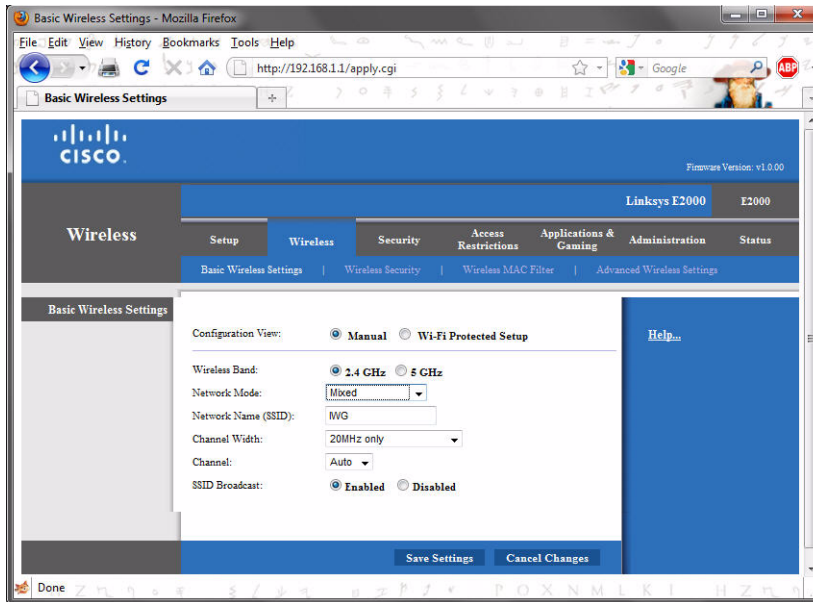 Basic Wireless Settings - Mozilla Firefox
File Edit View History Bookmarks Tools Help
http://192.168.1.1/apply.cgi
Google
ABP
Basic Wireless Settings
CISCO.
Firmware Version: v1.0.00
Linksys E2000 E2000
Wireless
Setup Wireless Security Access Restrictions Applications & Gaming Administration Status
Basic Wireless Settings | Wireless Security | Wireless MAC Filter | Advanced Wireless Settings
Basic Wireless Settings
Configuration View: Manual Wi-Fi Protected Setup
Help...
Wireless Band: 2.4 GHz 5 GHz
Network Mode: Mixed
Network Name (SSID): IWG
Channel Width: 20MHz only
Channel: Auto
SSID Broadcast: Enabled Disabled
Save Settings Cancel Changes
Done